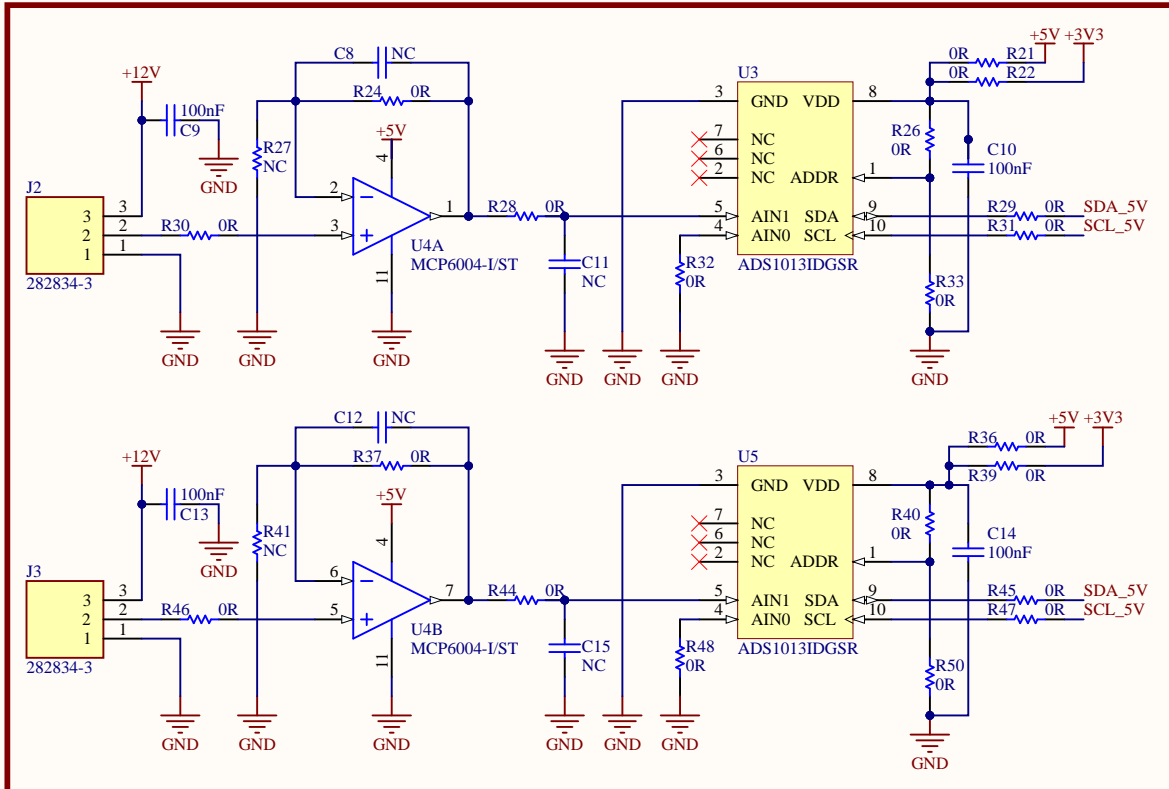 +5V +3V3
C8 NC
0R R21
0R R22
U3
+12V
R24 0R
100nF
C9
3 GND VDD 8
+5V
4
R27
NC
7 NC
6 NC
2 NC ADDR 1
R26
0R
C10
100nF
GND
J2
3 3
2 2
1 1
282834-3
R30 0R
2
3
1
R28 0R
U4A
MCP6004-I/ST
11
5 AIN1 SDA 9
4 AIN0 SCL 10
ADS1013IDGSR
R29 0R SDA_5V
R31 0R SCL_5V
C11
NC
R32
0R
R33
0R
GND GND GND GND GND GND GND
C12 NC
+5V +3V3
R36 0R
R39 0R
U5
+12V
R37 0R
100nF
C13
3 GND VDD 8
+5V
4
R41
NC
7 NC
6 NC
2 NC ADDR 1
R40
0R
C14
100nF
GND
J3
3 3
2 2
1 1
282834-3
R46 0R
6
5
7
R44 0R
U4B
MCP6004-I/ST
11
5 AIN1 SDA 9
4 AIN0 SCL 10
ADS1013IDGSR
R45 0R SDA_5V
R47 0R SCL_5V
C15
NC
R48
0R
R50
0R
GND GND GND GND GND GND GND